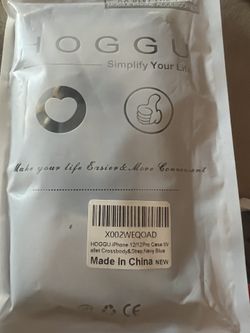 HOGGU
Simplify Your Life
Make your life Easier&More Convenient
X002WEQOAD
HOGGU iPhone 12/12Pro Case W
allet Crossbody&Strap,Navy Blue
Made In China NEW